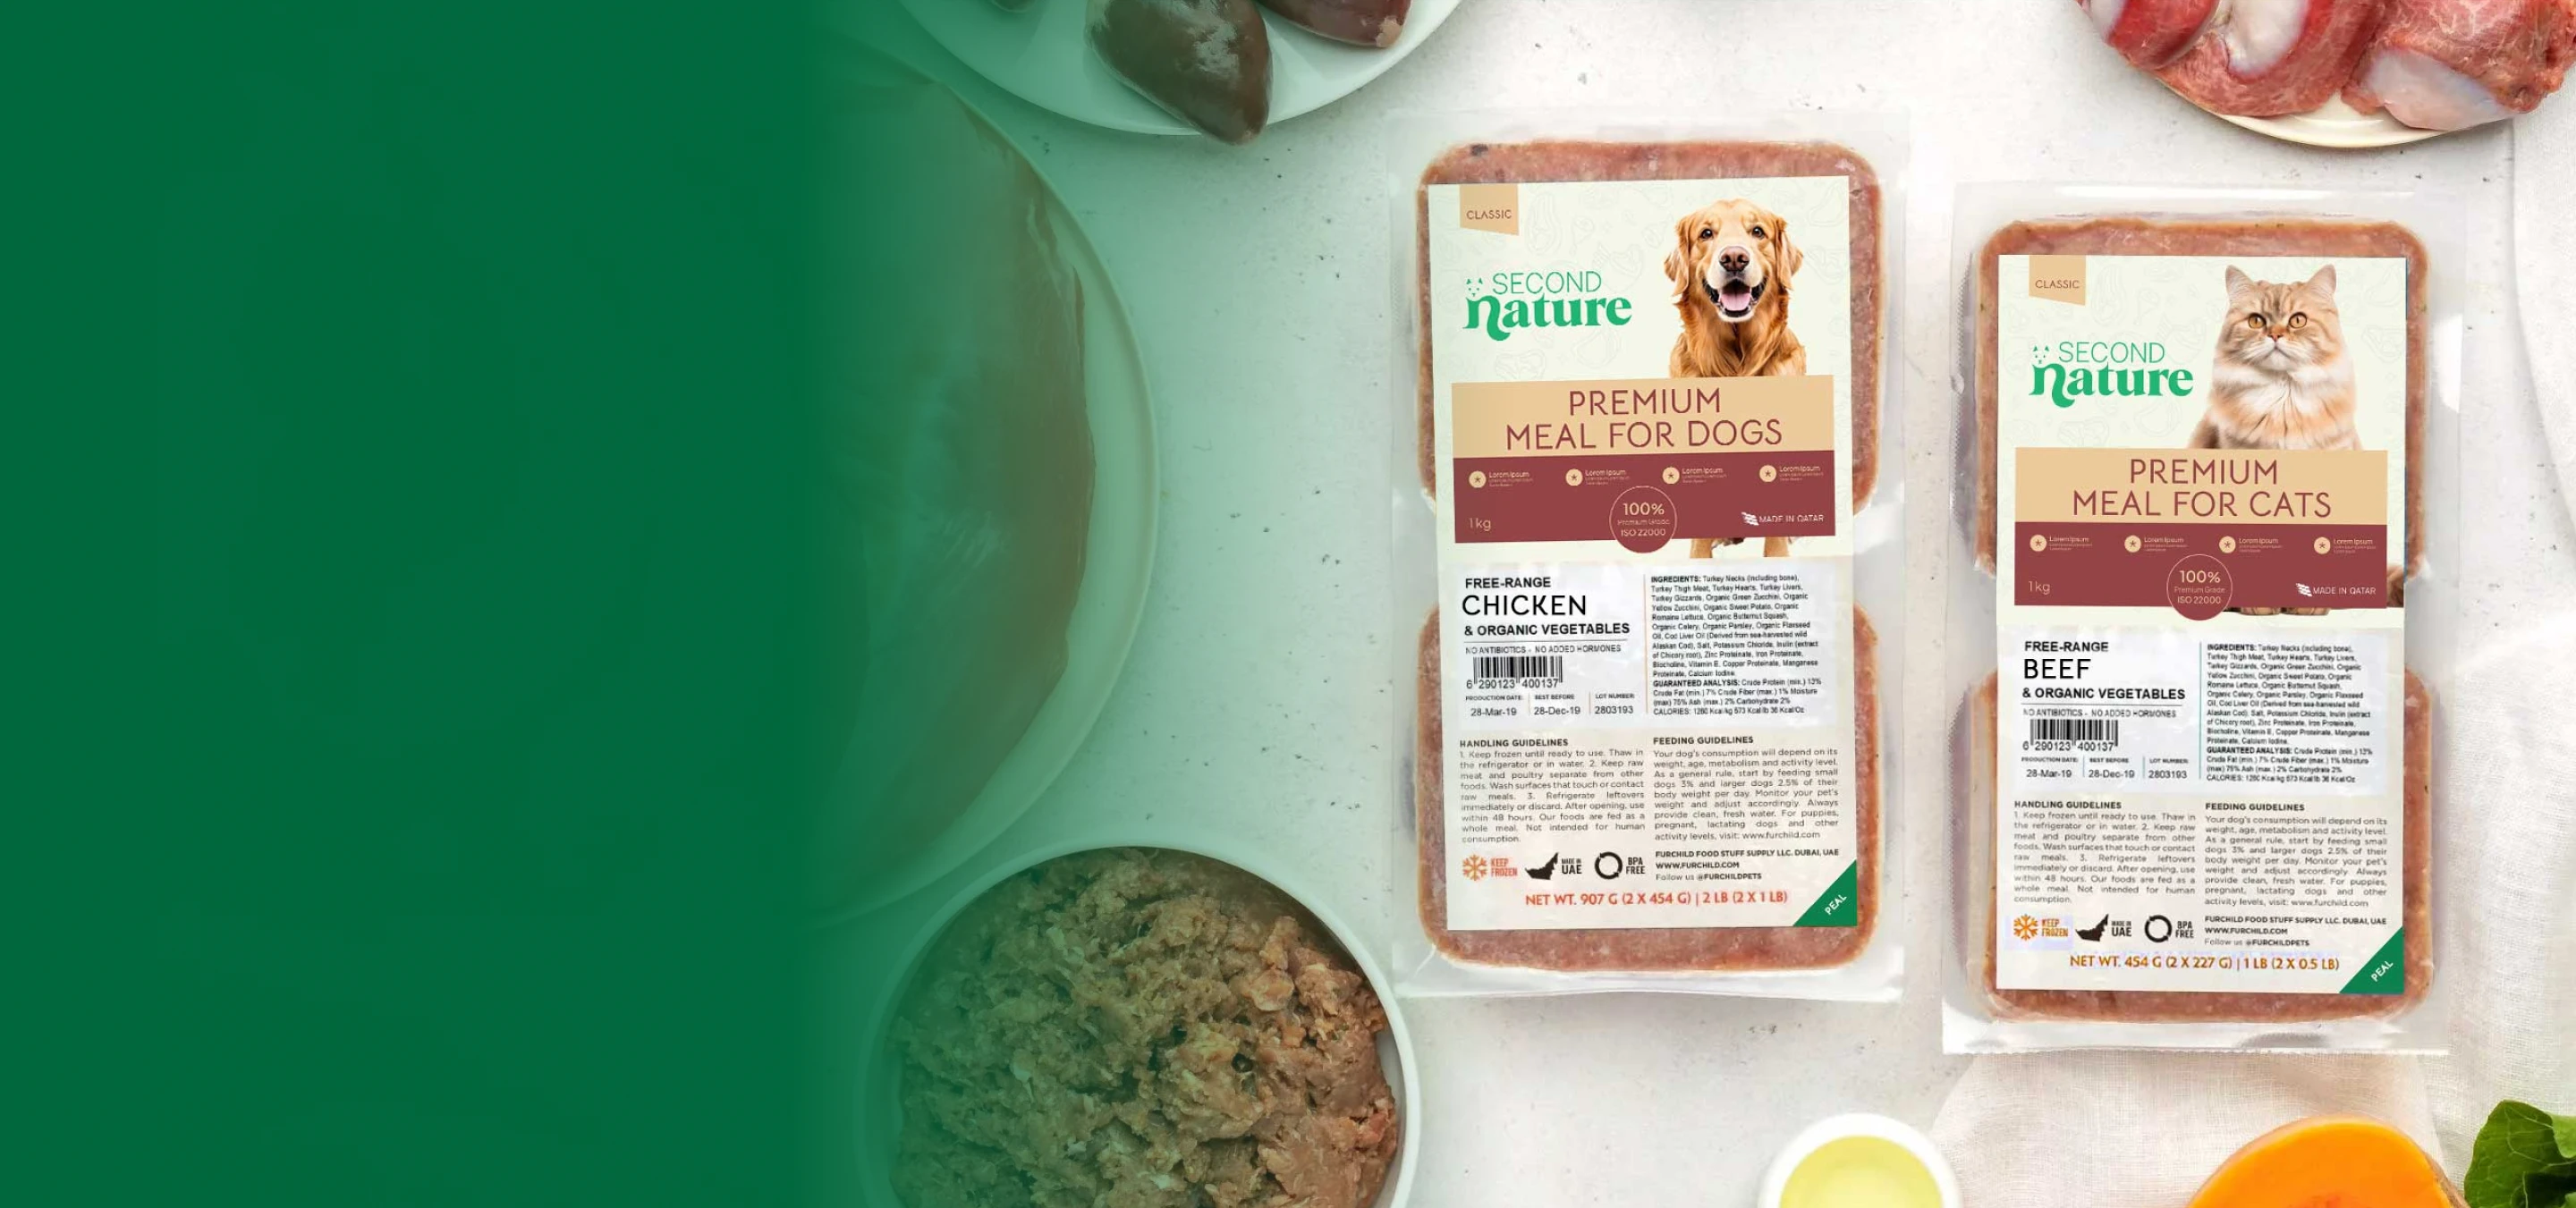 CLASSIC
SECOND
nature
PREMIUM
MEAL FOR DOGS
Lorem Ipsum
Lorem Ipsum
Lorem Ipsum
Lorem Ipsum
1kg
100%
Premium Grade
ISO 22000
MADE IN QATAR
FREE-RANGE
CHICKEN
& ORGANIC VEGETABLES
NO ANTIBIOTICS - NO ADDED HORMONES
6 290123 400137
PRODUCTION DATE: BEST BEFORE LOT NUMBER
28-Mar-19 28-Dec-19 2803193
INGREDIENTS: Turkey Necks (including bone),
Turkey Thigh Meat, Turkey Hearts, Turkey Livers,
Turkey Gizzards, Organic Green Zucchini, Organic
Yellow Zucchini, Organic Sweet Potato, Organic
Romaine Lettuce, Organic Butternut Squash,
Organic Celery, Organic Parsley, Organic Flaxseed
Oil, Cod Liver Oil (Derived from sea-harvested wild
Alaskan Cod), Salt, Potassium Chloride, Inulin (extract
of Chicory root), Zinc Proteinate, Iron Proteinate,
Biocholine, Vitamin E, Copper Proteinate, Manganese
Proteinate, Calcium Iodine.
GUARANTEED ANALYSIS: Crude Protein (min.) 13%
Crude Fat (min.) 7% Crude Fiber (max.) 1% Moisture
(max) 75% Ash (max.) 2% Carbohydrate 2%
CALORIES: 1260 Kcal/kg 573 Kcal/lb 36 Kcal/Oz
HANDLING GUIDELINES
1. Keep frozen until ready to use. Thaw in
the refrigerator or in water. 2. Keep raw
meat and poultry separate from other
foods. Wash surfaces that touch or contact
raw meals. 3. Refrigerate leftovers
immediately or discard. After opening, use
within 48 hours. Our foods are fed as a
whole meal. Not intended for human
consumption.
FEEDING GUIDELINES
Your dog's consumption will depend on its
weight, age, metabolism and activity level.
As a general rule, start by feeding small
dogs 3% and larger dogs 2.5% of their
body weight per day. Monitor your pet's
weight and adjust accordingly. Always
provide clean, fresh water. For puppies,
pregnant, lactating dogs and other
activity levels, visit: www.furchild.com
KEEP
FROZEN
MADE IN
UAE
BPA
FREE
FURCHILD FOOD STUFF SUPPLY LLC. DUBAI, UAE
WWW.FURCHILD.COM
Follow us @FURCHILDPETS
NET WT. 907 G (2 X 454 G) | 2 LB (2 X 1 LB)
PEAL
CLASSIC
SECOND
nature
PREMIUM
MEAL FOR CATS
Lorem Ipsum
Lorem Ipsum
Lorem Ipsum
Lorem Ipsum
1kg
100%
Premium Grade
ISO 22000
MADE IN QATAR
FREE-RANGE
BEEF
& ORGANIC VEGETABLES
NO ANTIBIOTICS - NO ADDED HORMONES
6 290123 400137
PRODUCTION DATE: BEST BEFORE LOT NUMBER
28-Mar-19 28-Dec-19 2803193
INGREDIENTS: Turkey Necks (including bone),
Turkey Thigh Meat, Turkey Hearts, Turkey Livers,
Turkey Gizzards, Organic Green Zucchini, Organic
Yellow Zucchini, Organic Sweet Potato, Organic
Romaine Lettuce, Organic Butternut Squash,
Organic Celery, Organic Parsley, Organic Flaxseed
Oil, Cod Liver Oil (Derived from sea-harvested wild
Alaskan Cod), Salt, Potassium Chloride, Inulin (extract
of Chicory root), Zinc Proteinate, Iron Proteinate,
Biocholine, Vitamin E, Copper Proteinate, Manganese
Proteinate, Calcium Iodine.
GUARANTEED ANALYSIS: Crude Protein (min.) 13%
Crude Fat (min.) 7% Crude Fiber (max.) 1% Moisture
(max) 75% Ash (max.) 2% Carbohydrate 2%
CALORIES: 1260 Kcal/kg 573 Kcal/lb 36 Kcal/Oz
HANDLING GUIDELINES
1. Keep frozen until ready to use. Thaw in
the refrigerator or in water. 2. Keep raw
meat and poultry separate from other
foods. Wash surfaces that touch or contact
raw meals. 3. Refrigerate leftovers
immediately or discard. After opening, use
within 48 hours. Our foods are fed as a
whole meal. Not intended for human
consumption.
FEEDING GUIDELINES
Your dog's consumption will depend on its
weight, age, metabolism and activity level.
As a general rule, start by feeding small
dogs 3% and larger dogs 2.5% of their
body weight per day. Monitor your pet's
weight and adjust accordingly. Always
provide clean, fresh water. For puppies,
pregnant, lactating dogs and other
activity levels, visit: www.furchild.com
KEEP
FROZEN
MADE IN
UAE
BPA
FREE
FURCHILD FOOD STUFF SUPPLY LLC. DUBAI, UAE
WWW.FURCHILD.COM
Follow us @FURCHILDPETS
NET WT. 454 G (2 X 227 G) | 1 LB (2 X 0.5 LB)
PEAL